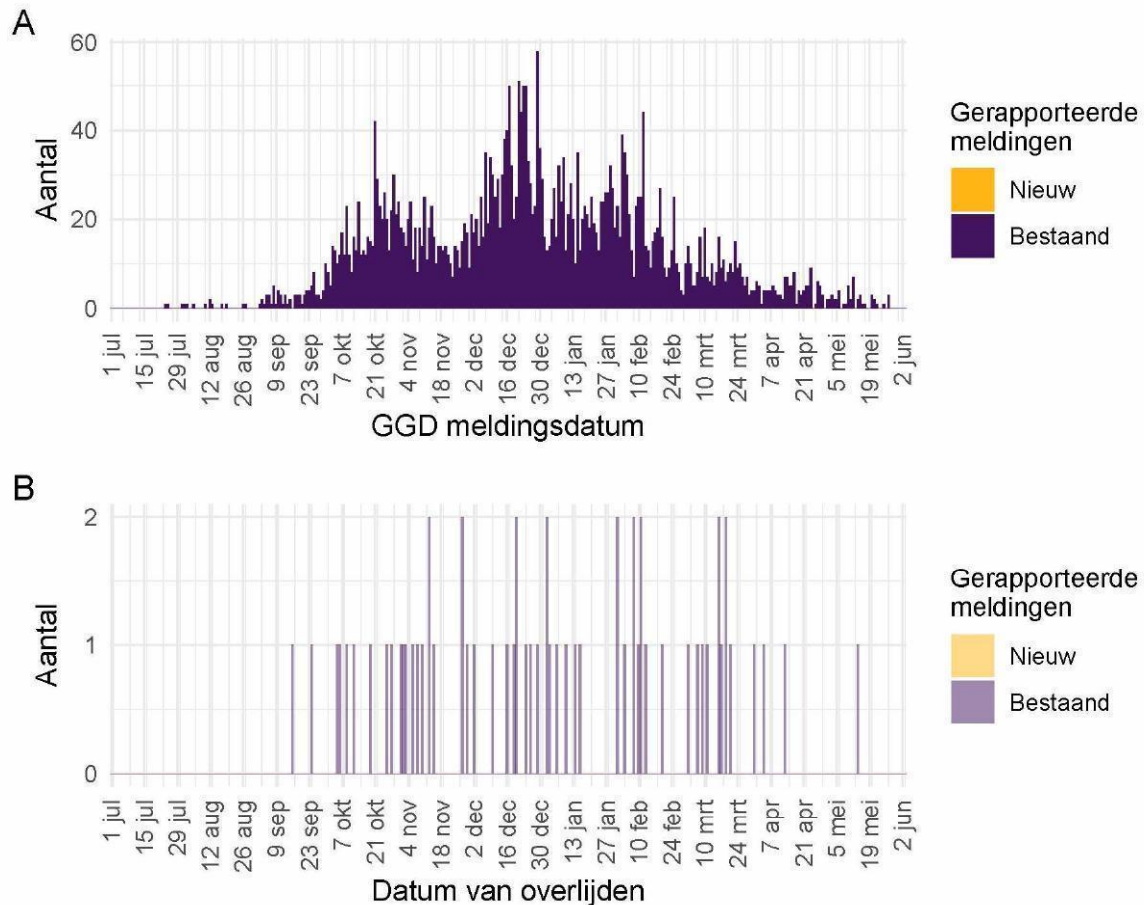 A
60
40
20
0
Aantal
1 jul
15 jul
29 jul
12 aug
26 aug
9 sep
23 sep
7 okt
21 okt
4 nov
18 nov
2 dec
16 dec
30 dec
13 jan
27 jan
10 feb
24 feb
10 mrt
24 mrt
7 apr
21 apr
5 mei
19 mei
2 jun
GGD meldingsdatum
Gerapporteerde
meldingen
Nieuw
Bestaand
B
2
1
0
Aantal
1 jul
15 jul
29 jul
12 aug
26 aug
9 sep
23 sep
7 okt
21 okt
4 nov
18 nov
2 dec
16 dec
30 dec
13 jan
27 jan
10 feb
24 feb
10 mrt
24 mrt
7 apr
21 apr
5 mei
19 mei
2 jun
Datum van overlijden
Gerapporteerde
meldingen
Nieuw
Bestaand